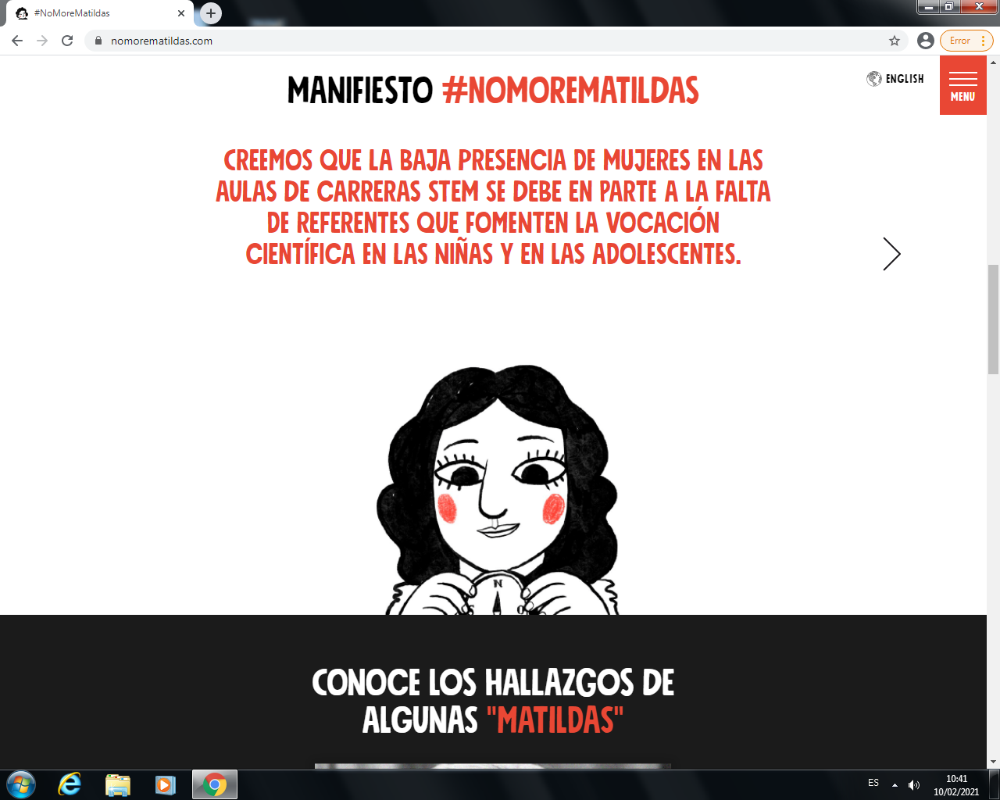 #NoMoreMatildas
nomorematildas.com
Error
MANIFIESTO #NOMOREMATILDAS
ENGLISH
MENU
CREEMOS QUE LA BAJA PRESENCIA DE MUJERES EN LAS
AULAS DE CARRERAS STEM SE DEBE EN PARTE A LA FALTA
DE REFERENTES QUE FOMENTEN LA VOCACIÓN
CIENTÍFICA EN LAS NIÑAS Y EN LAS ADOLESCENTES.
N
O
CONOCE LOS HALLAZGOS DE
ALGUNAS "MATILDAS"
ES
10:41
10/02/2021